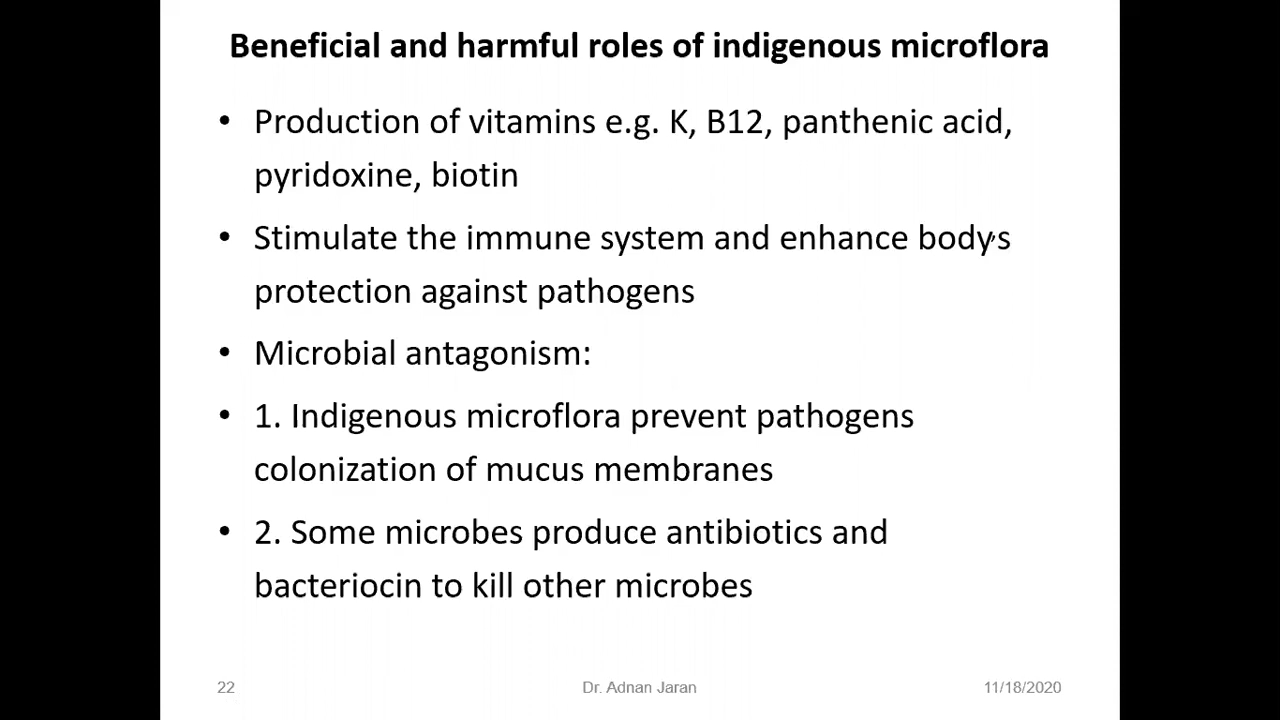 Beneficial and harmful roles of indigenous microflora
• Production of vitamins e.g. K, B12, panthenic acid,
pyridoxine, biotin
• Stimulate the immune system and enhance body's
protection against pathogens
• Microbial antagonism:
• 1. Indigenous microflora prevent pathogens
colonization of mucus membranes
• 2. Some microbes produce antibiotics and
bacteriocin to kill other microbes
22 Dr. Adnan Jaran 11/18/2020